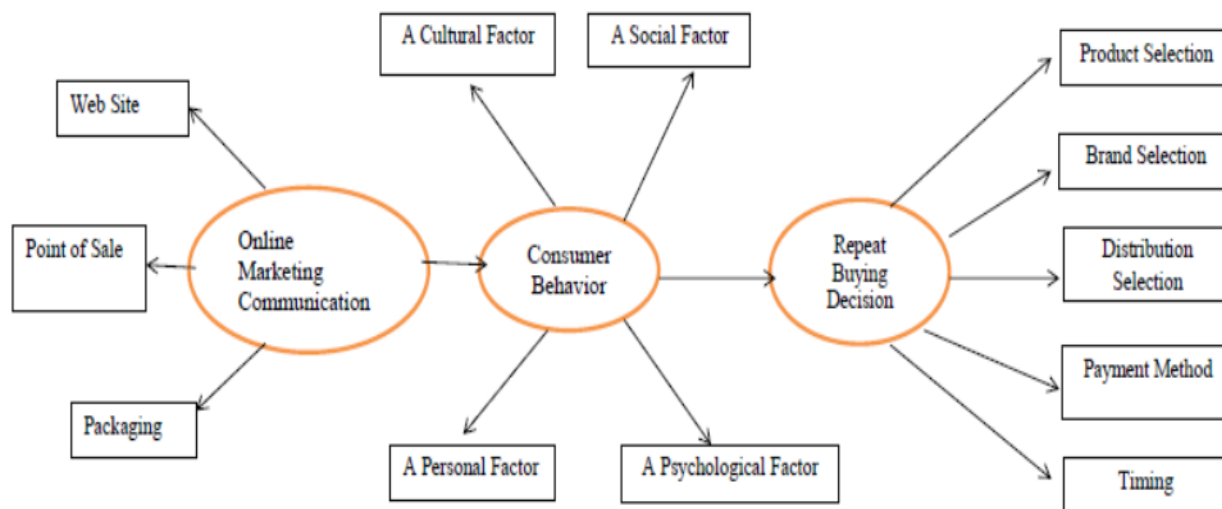 A Cultural Factor
A Social Factor
Product Selection
Web Site
Brand Selection
Point of Sale
Online
Marketing
Communication
Consumer
Behavior
Repeat
Buying
Decision
Distribution
Selection
Payment Method
Packaging
A Personal Factor
A Psychological Factor
Timing